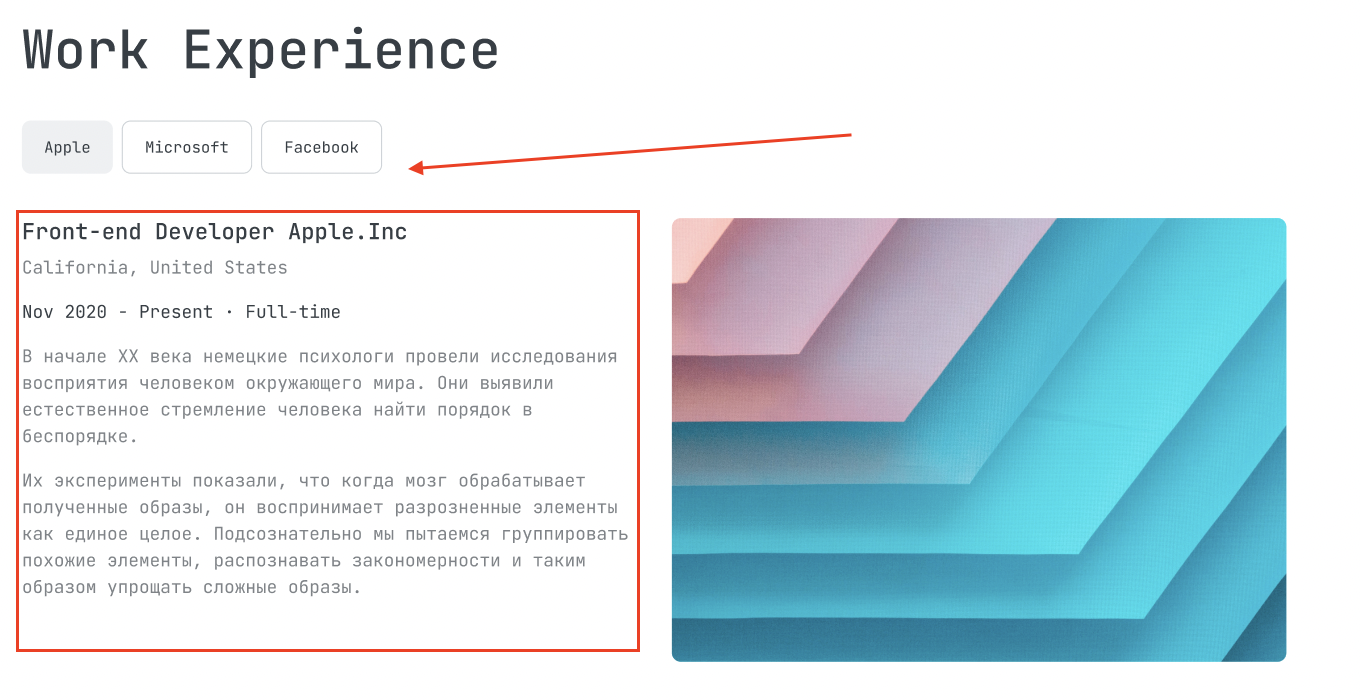 Work Experience
Apple
Microsoft
Facebook
Front-end Developer Apple.Inc
California, United States
Nov 2020 - Present · Full-time
В начале XX века немецкие психологи провели исследования
восприятия человеком окружающего мира. Они выявили
естественное стремление человека найти порядок в
беспорядке.
Их эксперименты показали, что когда мозг обрабатывает
полученные образы, он воспринимает разрозненные элементы
как единое целое. Подсознательно мы пытаемся группировать
похожие элементы, распознавать закономерности и таким
образом упрощать сложные образы.